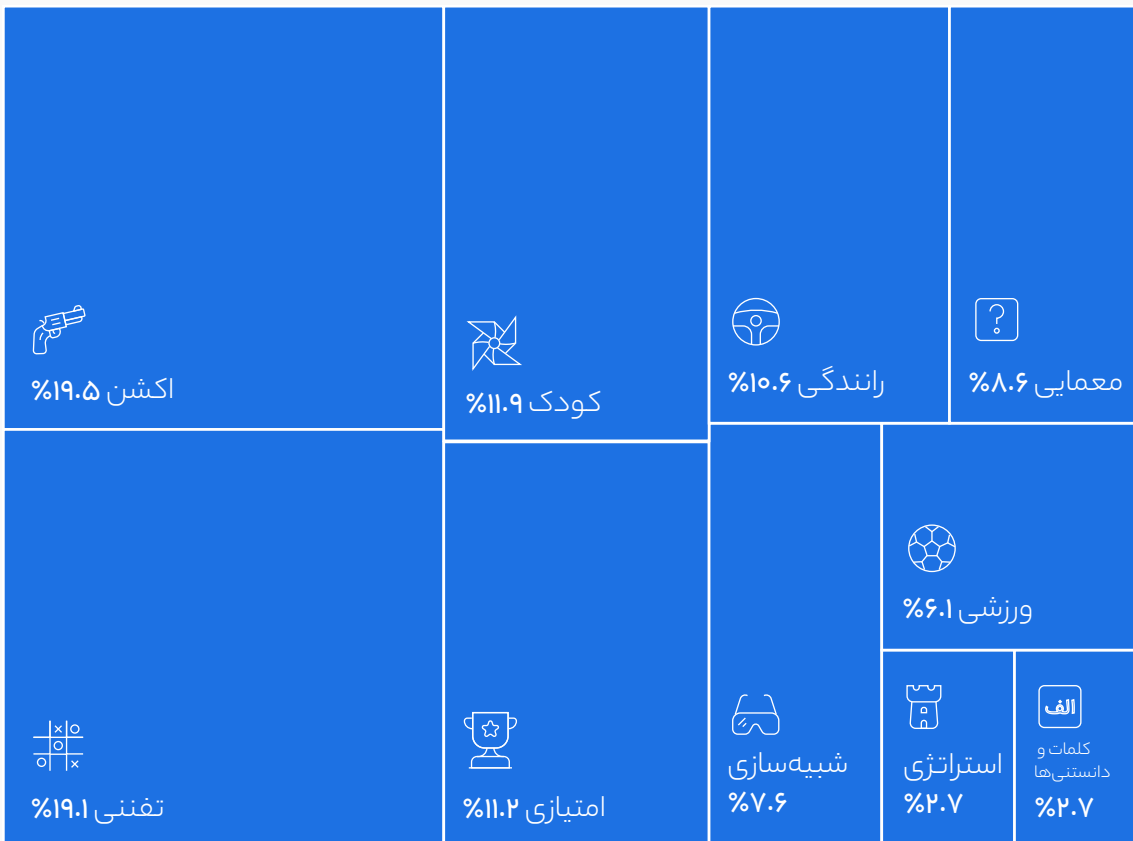 اکشن %۱۹.۵
کودک %۱۱.۹
رانندگی %۱۰.۶
معمایی %۸.۶
تفننی %۱۹.۱
امتیازی %۱۱.۲
شبیه‌سازی
%۷.۶
ورزشی %۶.۱
استراتژی
%۲.۷
الف
کلمات و
دانستنی‌ها
%۲.۷